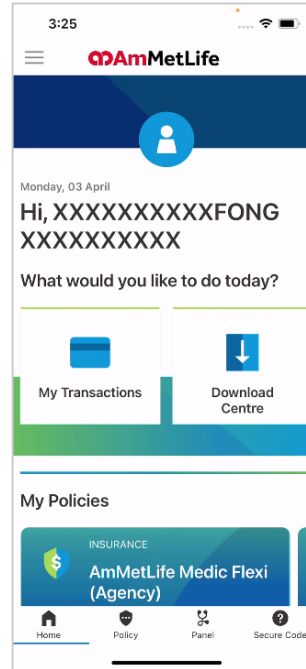 3:25
AmMetLife
Monday, 03 April
Hi, XXXXXXXXXXFONG
XXXXXXXXXX
What would you like to do today?
My Transactions
Download
Centre
My Policies
INSURANCE
AmMetLife Medic Flexi
(Agency)
Home
Policy
Panel
Secure Code